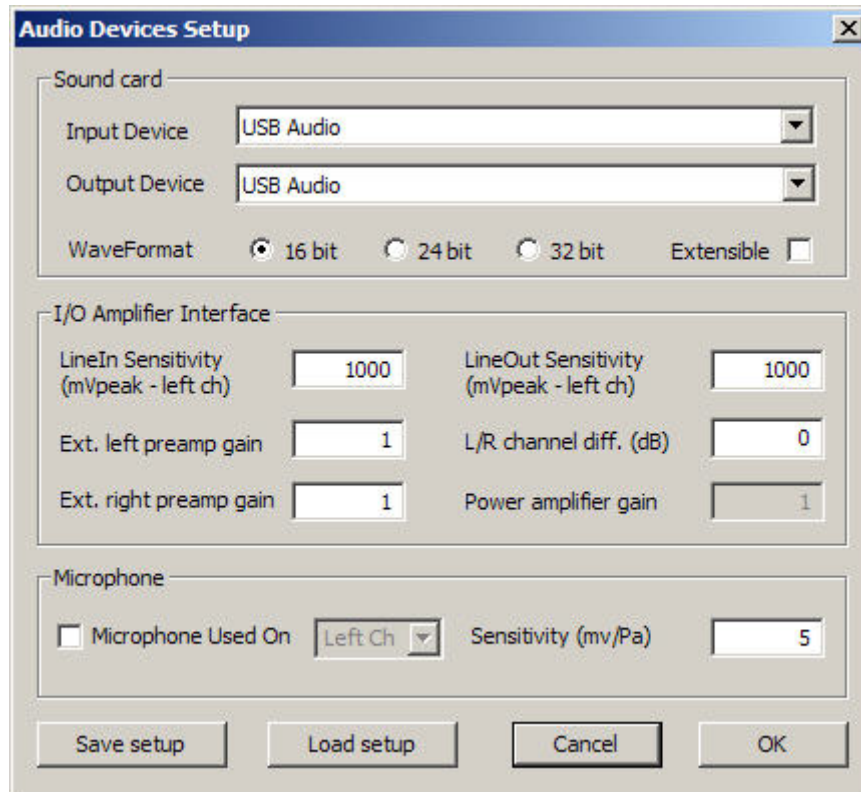 Audio Devices Setup
Sound card
Input Device USB Audio
Output Device USB Audio
WaveFormat 16 bit 24 bit 32 bit Extensible
I/O Amplifier Interface
LineIn Sensitivity
(mVpeak - left ch) 1000
LineOut Sensitivity
(mVpeak - left ch) 1000
Ext. left preamp gain 1
L/R channel diff. (dB) 0
Ext. right preamp gain 1
Power amplifier gain 1
Microphone
Microphone Used On Left Ch Sensitivity (mv/Pa) 5
Save setup Load setup Cancel OK